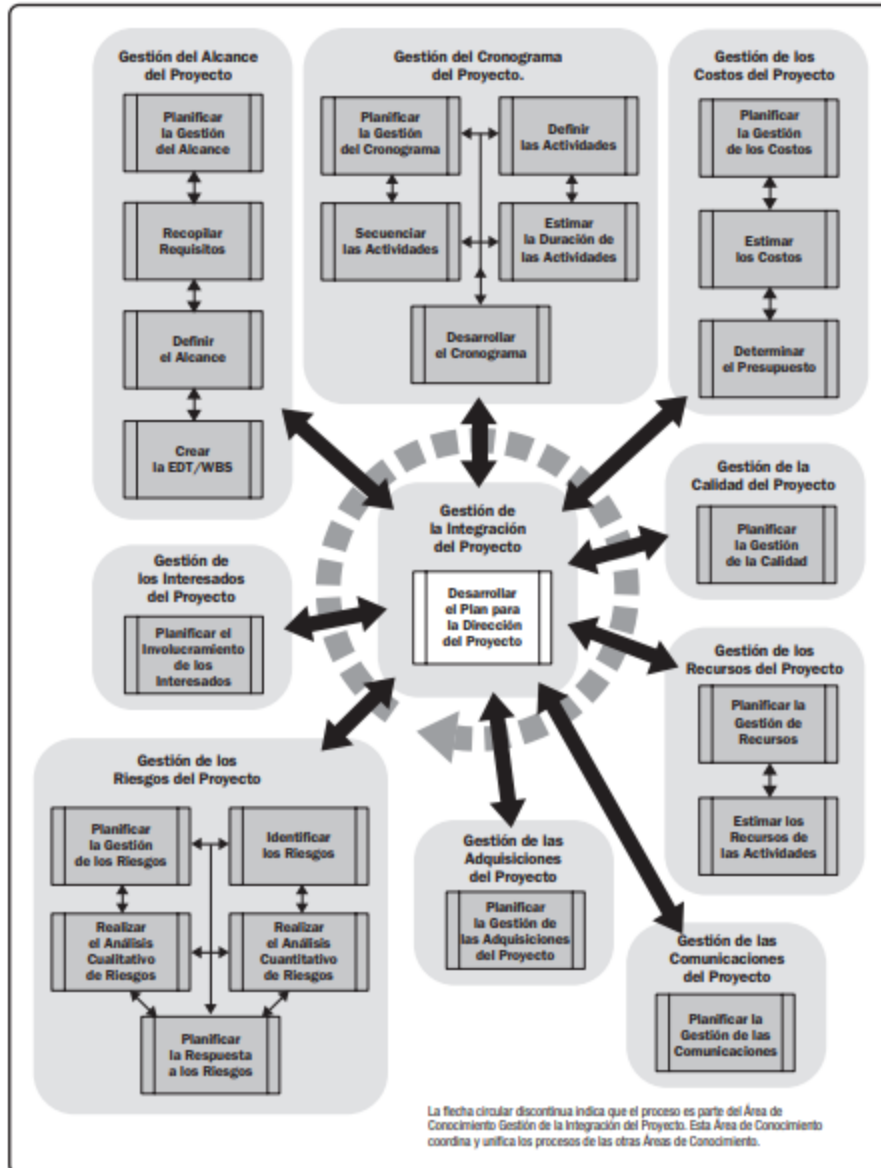 Gestión del Alcance
del Proyecto
Planificar
la Gestión
del Alcance
Recopilar
Requisitos
Definir
el Alcance
Crear
la EDT/WBS
Gestión del Cronograma
del Proyecto.
Planificar
la Gestión
del Cronograma
Definir
las Actividades
Secuenciar
las Actividades
Estimar
la Duración de
las Actividades
Desarrollar
el Cronograma
Gestión de los
Costos del Proyecto
Planificar
la Gestión
de los Costos
Estimar
los Costos
Determinar
el Presupuesto
Gestión de
la Integración
del Proyecto
Desarrollar
el Plan para
la Dirección
del Proyecto
Gestión de la
Calidad del Proyecto
Planificar
la Gestión
de la Calidad
Gestión de
los Interesados
del Proyecto
Planificar el
Involucramiento
de los
Interesados
Gestión de los
Recursos del Proyecto
Planificar la
Gestión de
Recursos
Estimar los
Recursos de
las Actividades
Gestión de los
Riesgos del Proyecto
Planificar
la Gestión
de los Riesgos
Identificar
los Riesgos
Realizar
el Análisis
Cualitativo
de Riesgos
Realizar
el Análisis
Cuantitativo
de Riesgos
Planificar
la Respuesta
a los Riesgos
Gestión de las
Adquisiciones
del Proyecto
Planificar
la Gestión de
las Adquisiciones
del Proyecto
Gestión de las
Comunicaciones
del Proyecto
Planificar la
Gestión de las
Comunicaciones
La flecha circular discontinua indica que el proceso es parte del Área de
Conocimiento Gestión de la Integración del Proyecto. Esta Área de Conocimiento
coordina y unifica los procesos de las otras Áreas de Conocimiento.